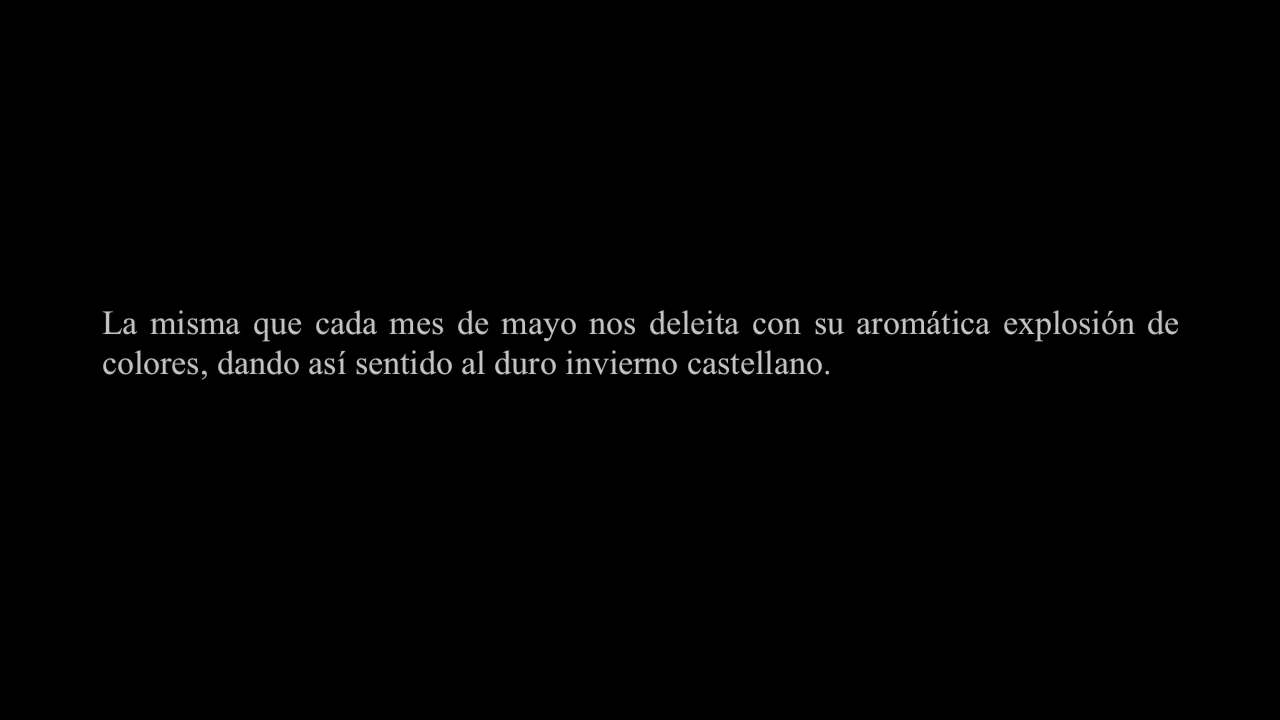 La misma que cada mes de mayo nos deleita con su aromática explosión de
colores, dando así sentido al duro invierno castellano.